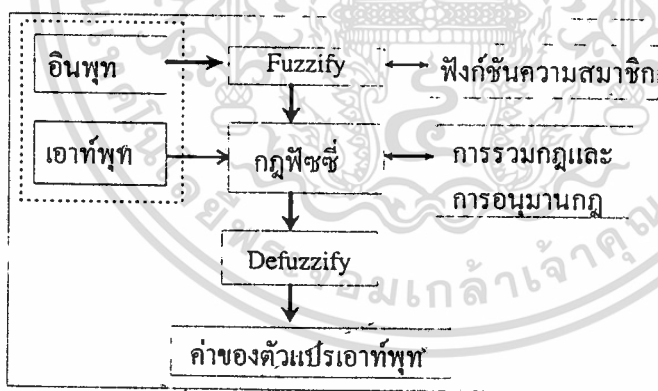 อินพุท
Fuzzify
ฟังก์ชันความสมาชิก
เอาท์พุท
กฎฟัซซี่
การรวมกฎและ
การอนุมานกฎ
Defuzzify
ค่าของตัวแปรเอาท์พุท